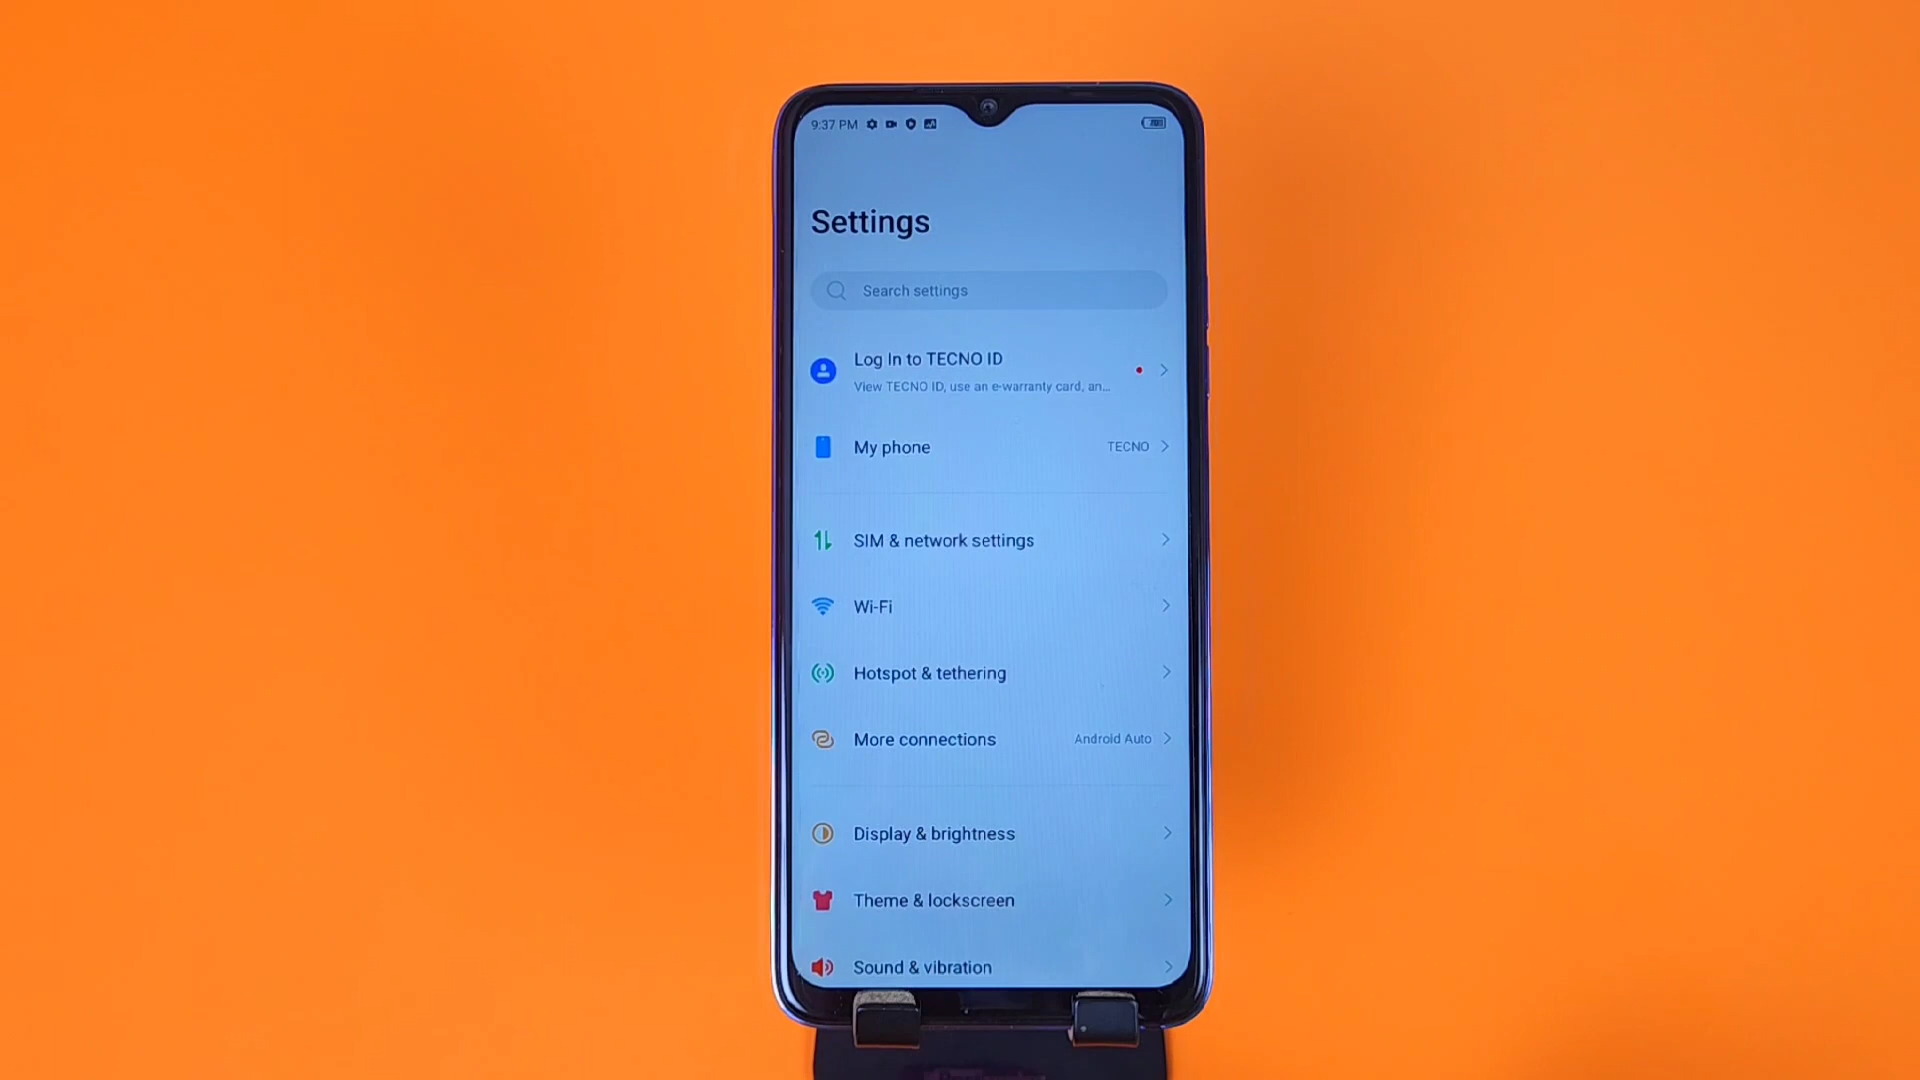 9:37 PM
Settings
Search settings
Log In to TECNO ID
View TECNO ID, use an e-warranty card, an...
My phone
TECNO
SIM & network settings
Wi-Fi
Hotspot & tethering
More connections
Android Auto
Display & brightness
Theme & lockscreen
Sound & vibration